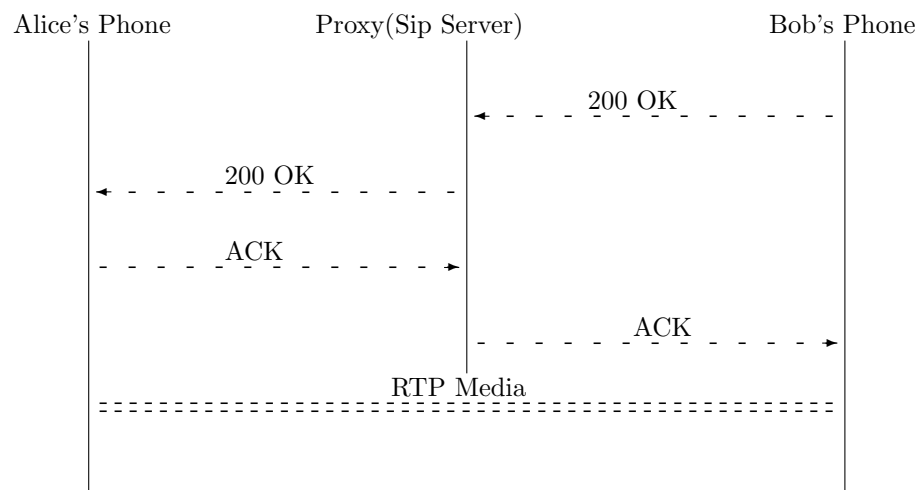 Alice's Phone Proxy(Sip Server) Bob's Phone
200 OK
200 OK
ACK
ACK
RTP Media